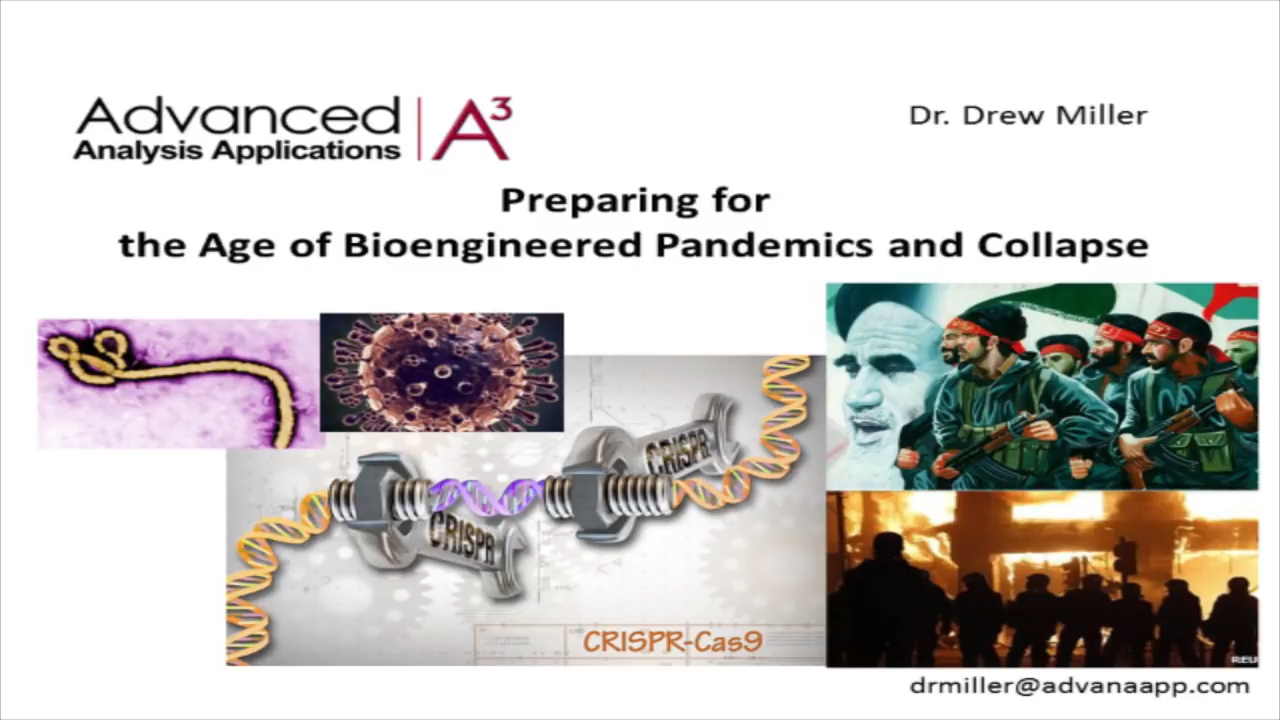 Advanced
Analysis Applications
A³
Dr. Drew Miller
Preparing for
the Age of Bioengineered Pandemics and Collapse
CRISPR
CRISPR
CRISPR-Cas9
REU
drmiller@advanaapp.com